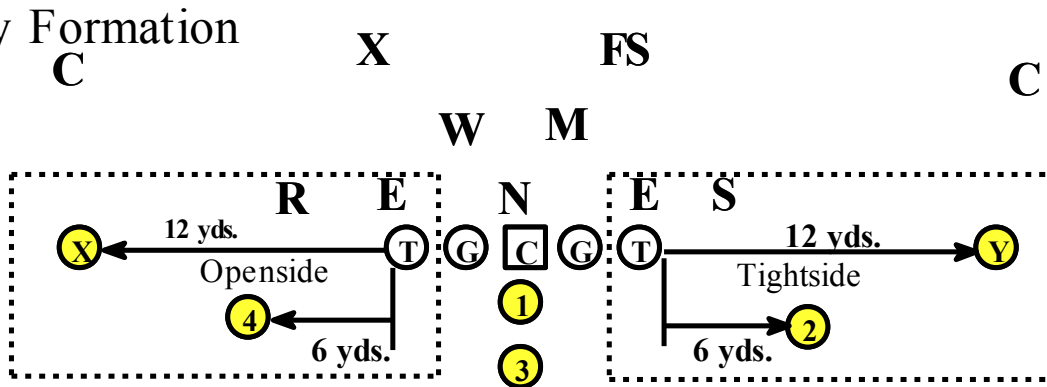 y Formation
C X FS C
W M
R E N E S
X 12 yds. T G C G T 12 yds. Y
Openside 1 Tightside
4 2
6 yds. 6 yds.
3